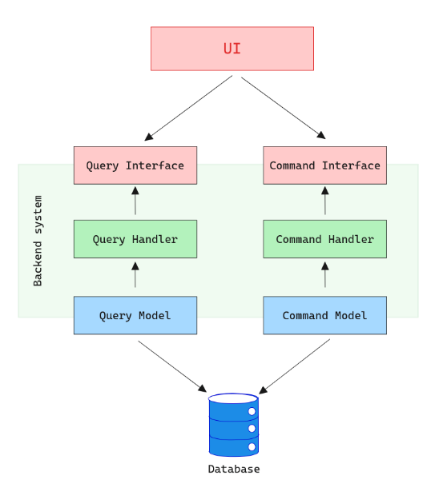 UI
Query Interface
Command Interface
Backend system
Query Handler
Command Handler
Query Model
Command Model
Database